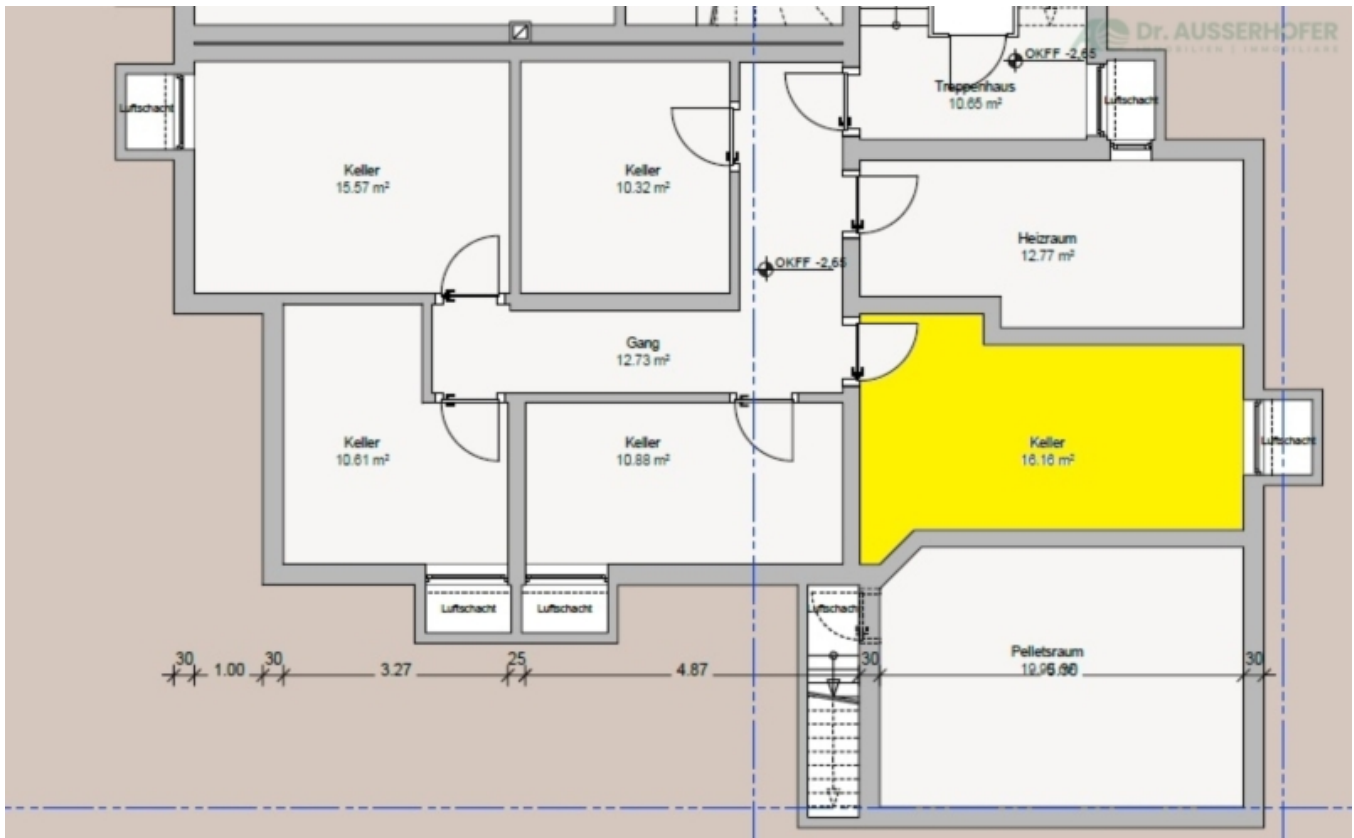 Dr. AUSSERHOFER
IMMOBILIEN | IMMOBILIARE
OKFF -2,65
Treppenhaus
10.65 m²
Luftschacht
Luftschacht
Keller
15.57 m²
Keller
10.32 m²
Heizraum
12.77 m²
OKFF -2,65
Gang
12.73 m²
Keller
10.61 m²
Keller
10.88 m²
Keller
16.16 m²
Luftschacht
Luftschacht
Luftschacht
Luftschacht
Pelletsraum
30
1.00
30
3.27
25
4.87
30
30